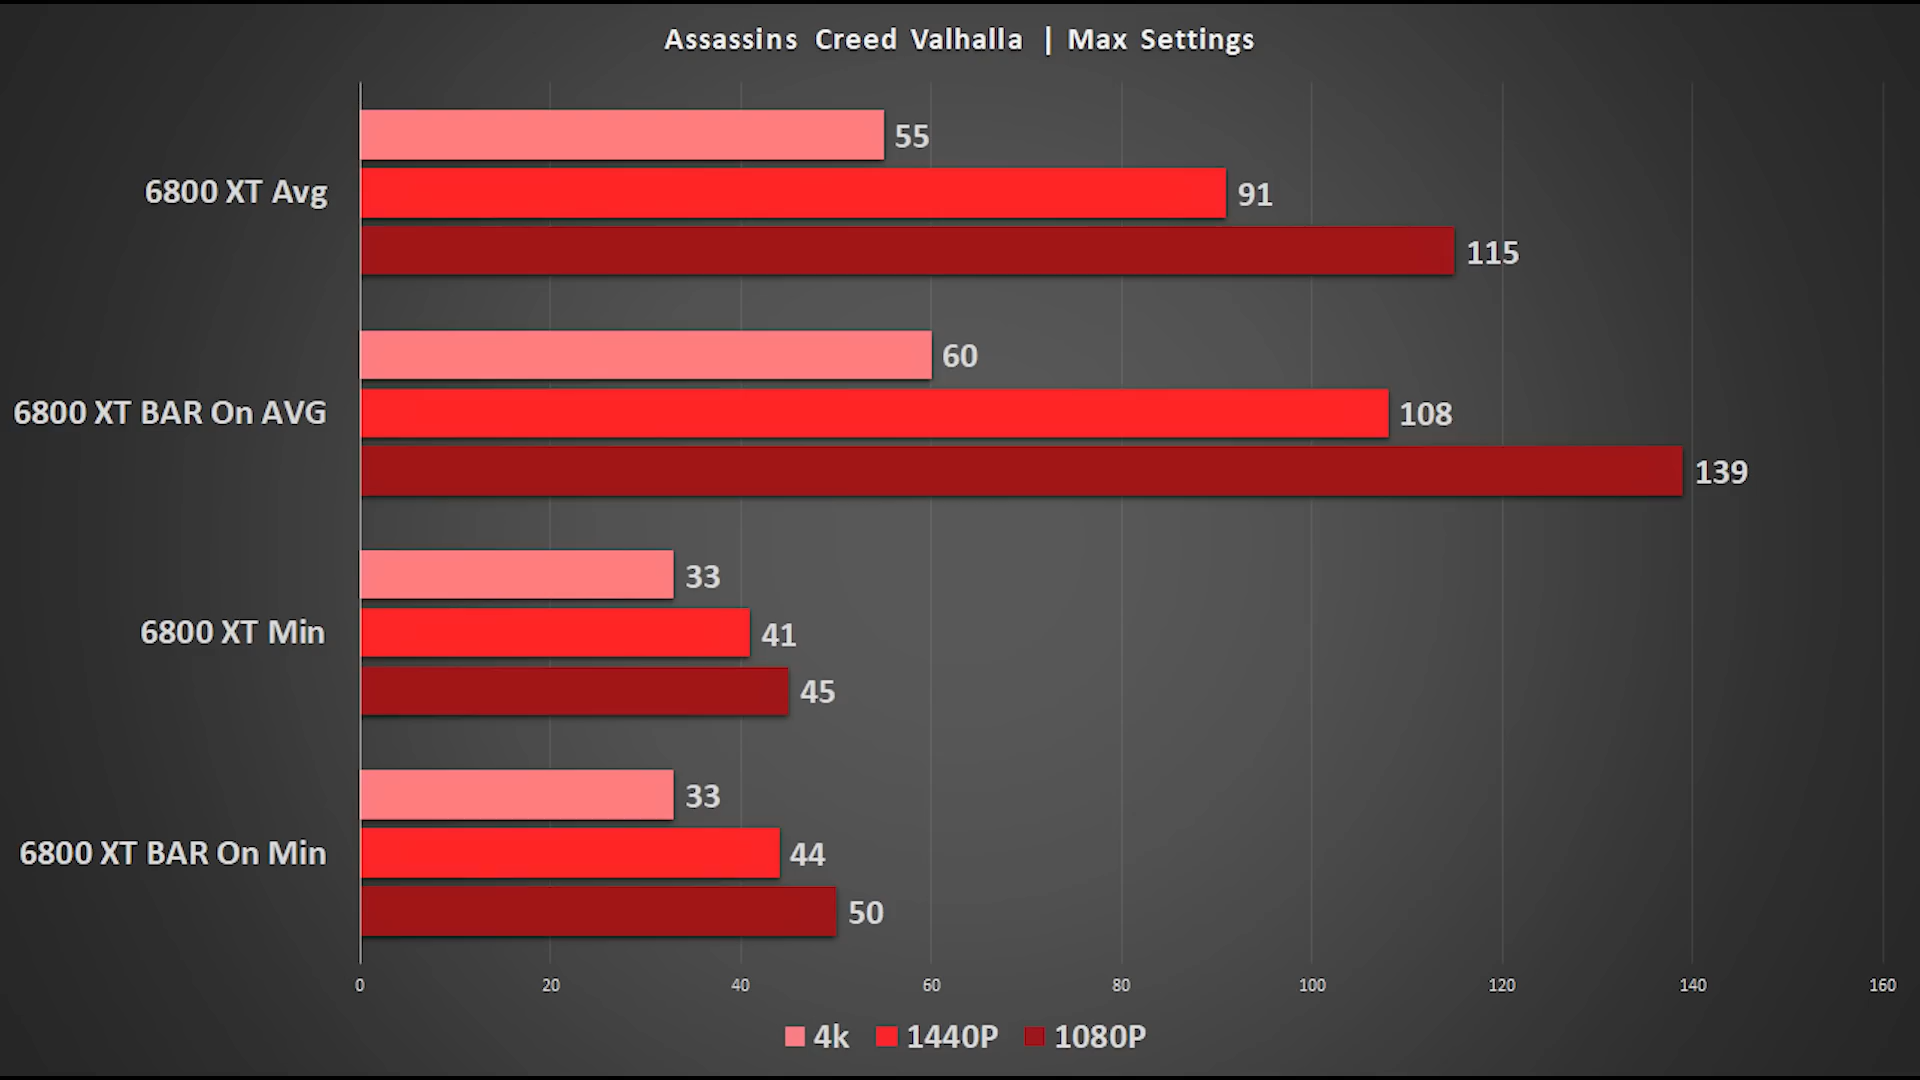 Assassins Creed Valhalla | Max Settings
6800 XT Avg
55
91
115
6800 XT BAR On AVG
60
108
139
6800 XT Min
33
41
45
6800 XT BAR On Min
33
44
50
0 20 40 60 80 100 120 140 160
4k 1440P 1080P